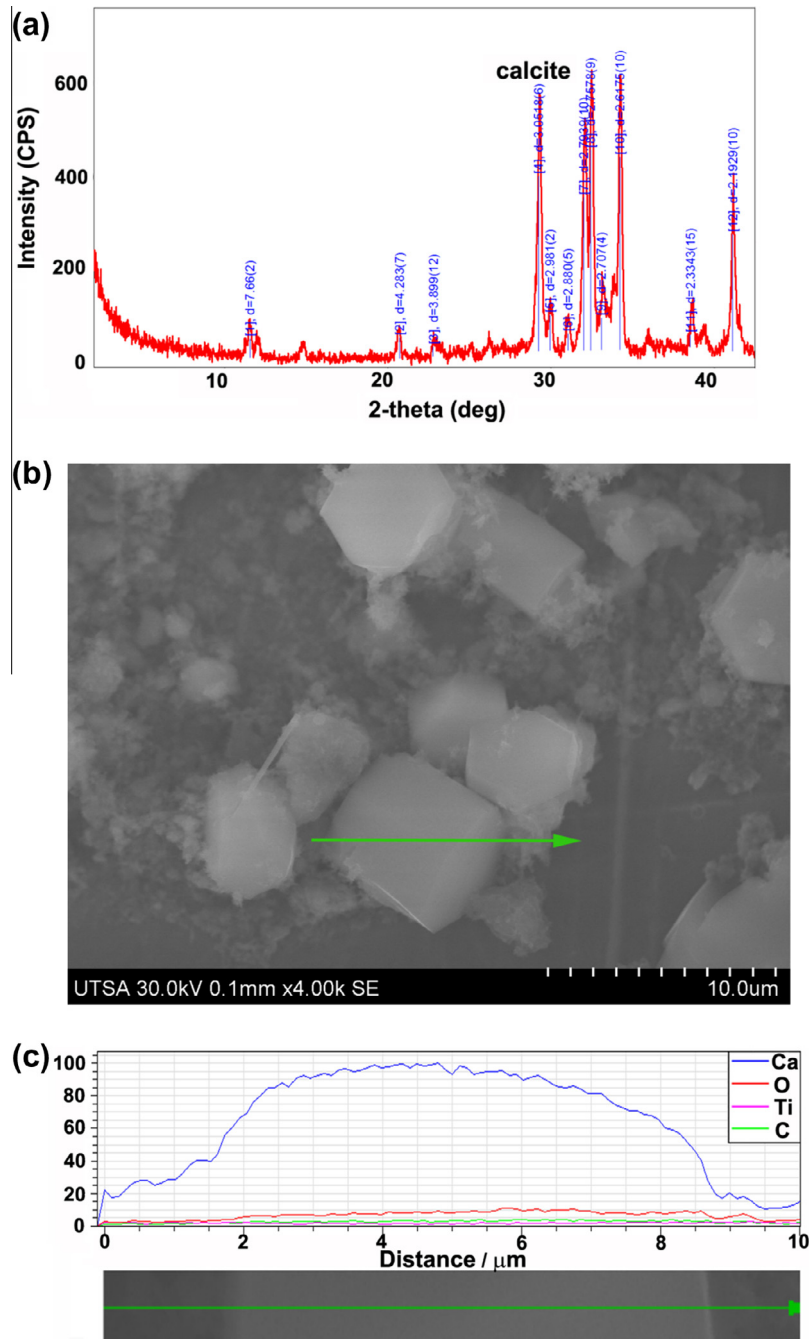 (a)
Intensity (CPS)
600
400
200
0
calcite
[1], d=7.66(2)
[2], d=4.283(7)
[3], d=3.899(12)
[4], d=3.0518(6)
d=2.981(2)
d=2.880(5)
[7], d=2.7939(10)
[8], d=2.7578(9)
d=2.707(4)
[10], d=2.6175(10)
[11], d=2.3343(15)
[12], d=2.1929(10)
10
20
30
40
2-theta (deg)
(b)
UTSA 30.0kV 0.1mm x4.00k SE
10.0um
(c)
100
80
60
40
20
0
Ca
O
Ti
C
0
2
4
6
8
10
Distance / μm